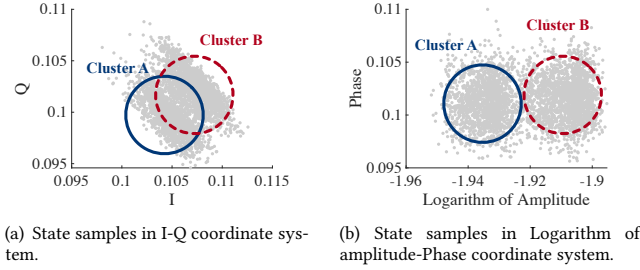 0.11
0.105
0.1
0.095
Q
Cluster B
Cluster A
0.095 0.1 0.105 0.11 0.115
I
0.11
0.105
0.1
0.095
Phase
Cluster B
Cluster A
-1.96 -1.94 -1.92 -1.9
Logarithm of Amplitude
(a) State samples in I-Q coordinate sys-
tem.
(b) State samples in Logarithm of
amplitude-Phase coordinate system.